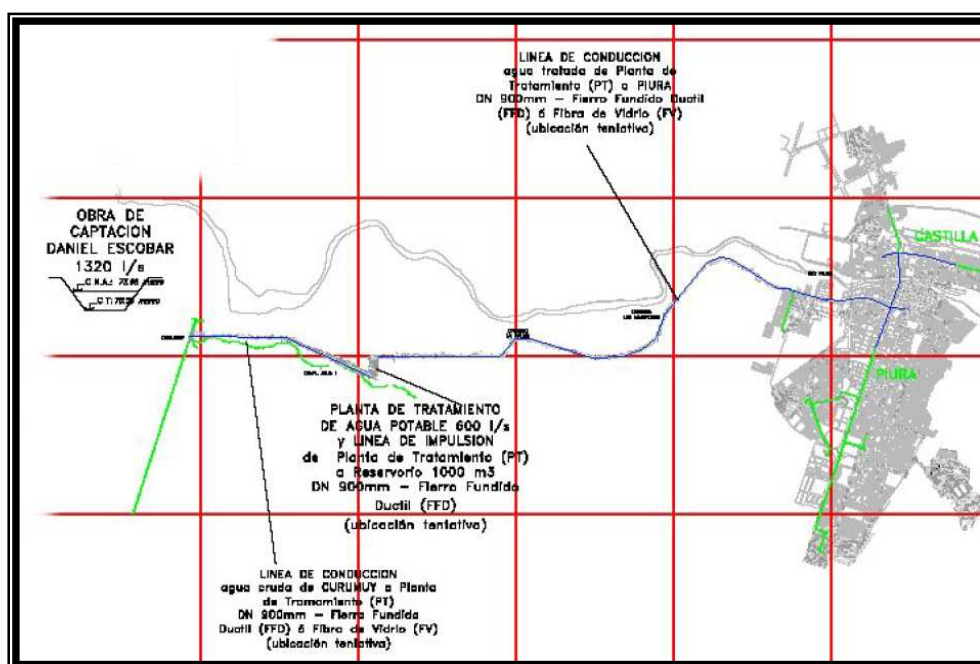 LINEA DE CONDUCCION
agua tratada de Planta de
Tratamiento (PT) a PIURA
DN 900mm – Fierro Fundido Ductil
(FFD) ó Fibra de Vidrio (FV)
(ubicación tentativa)
OBRA DE
CAPTACION
DANIEL ESCOBAR
1320 l/s
CASTILLA
PIURA
PLANTA DE TRATAMIENTO
DE AGUA POTABLE 600 l/s
y LINEA DE IMPULSION
de Planta de Tratamiento (PT)
a Reservorio 1000 m3
DN 900mm – Fierro Fundido
Ductil (FFD)
(ubicación tentativa)
LINEA DE CONDUCCION
agua cruda de CURUMUY a Planta
de Tramamiento (PT)
DN 900mm – Fierro Fundido
Ductil (FFD) ó Fibra de Vidrio (FV)
(ubicación tentativa)